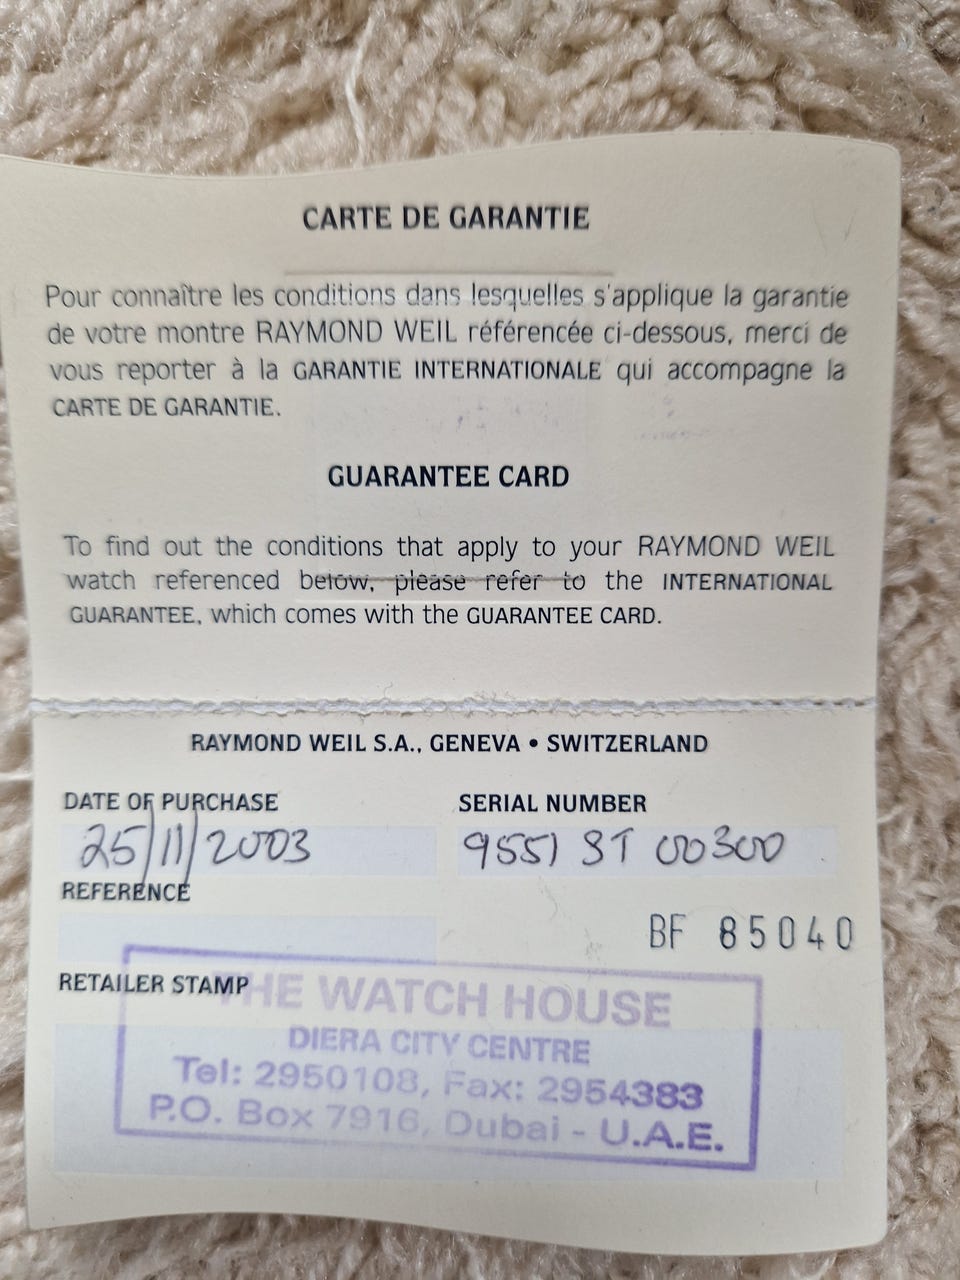 CARTE DE GARANTIE
Pour connaître les conditions dans lesquelles s'applique la garantie
de votre montre RAYMOND WEIL référencée ci-dessous, merci de
vous reporter à la GARANTIE INTERNATIONALE qui accompagne la
CARTE DE GARANTIE.
GUARANTEE CARD
To find out the conditions that apply to your RAYMOND WEIL
watch referenced below, please refer to the INTERNATIONAL
GUARANTEE, which comes with the GUARANTEE CARD.
RAYMOND WEIL S.A., GENEVA • SWITZERLAND
DATE OF PURCHASE SERIAL NUMBER
25/11/2003 9551 ST 00300
REFERENCE
BF 85040
RETAILER STAMP
THE WATCH HOUSE
DIERA CITY CENTRE
Tel: 2950108, Fax: 2954383
P.O. Box 7916, Dubai - U.A.E.